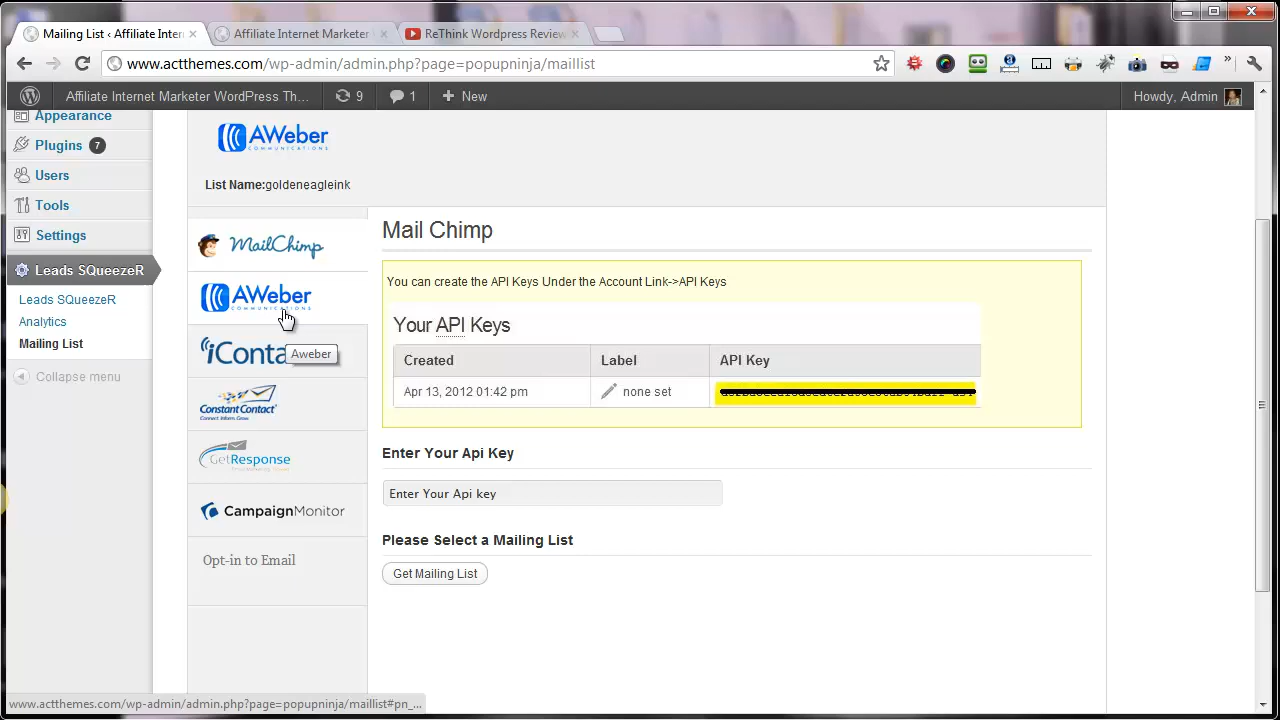 Mailing List ‹ Affiliate Inter
Affiliate Internet Marketer
ReThink Wordpress Review
www.actthemes.com/wp-admin/admin.php?page=popupninja/maillist
Affiliate Internet Marketer WordPress Th...
9
1
New
Howdy, Admin
Appearance
Plugins 7
Users
Tools
Settings
Leads SQueezeR
Leads SQueezeR
Analytics
Mailing List
Collapse menu
AWeber
COMMUNICATIONS
List Name:goldeneagleink
MailChimp
AWeber
COMMUNICATIONS
iConta
Aweber
Constant Contact
Connect. Inform. Grow.
GetResponse
CampaignMonitor
Opt-in to Email
Mail Chimp
You can create the API Keys Under the Account Link->API Keys
Your API Keys
Created Label API Key
Apr 13, 2012 01:42 pm none set
Enter Your Api Key
Enter Your Api key
Please Select a Mailing List
Get Mailing List
www.actthemes.com/wp-admin/admin.php?page=popupninja/maillist#pn_...